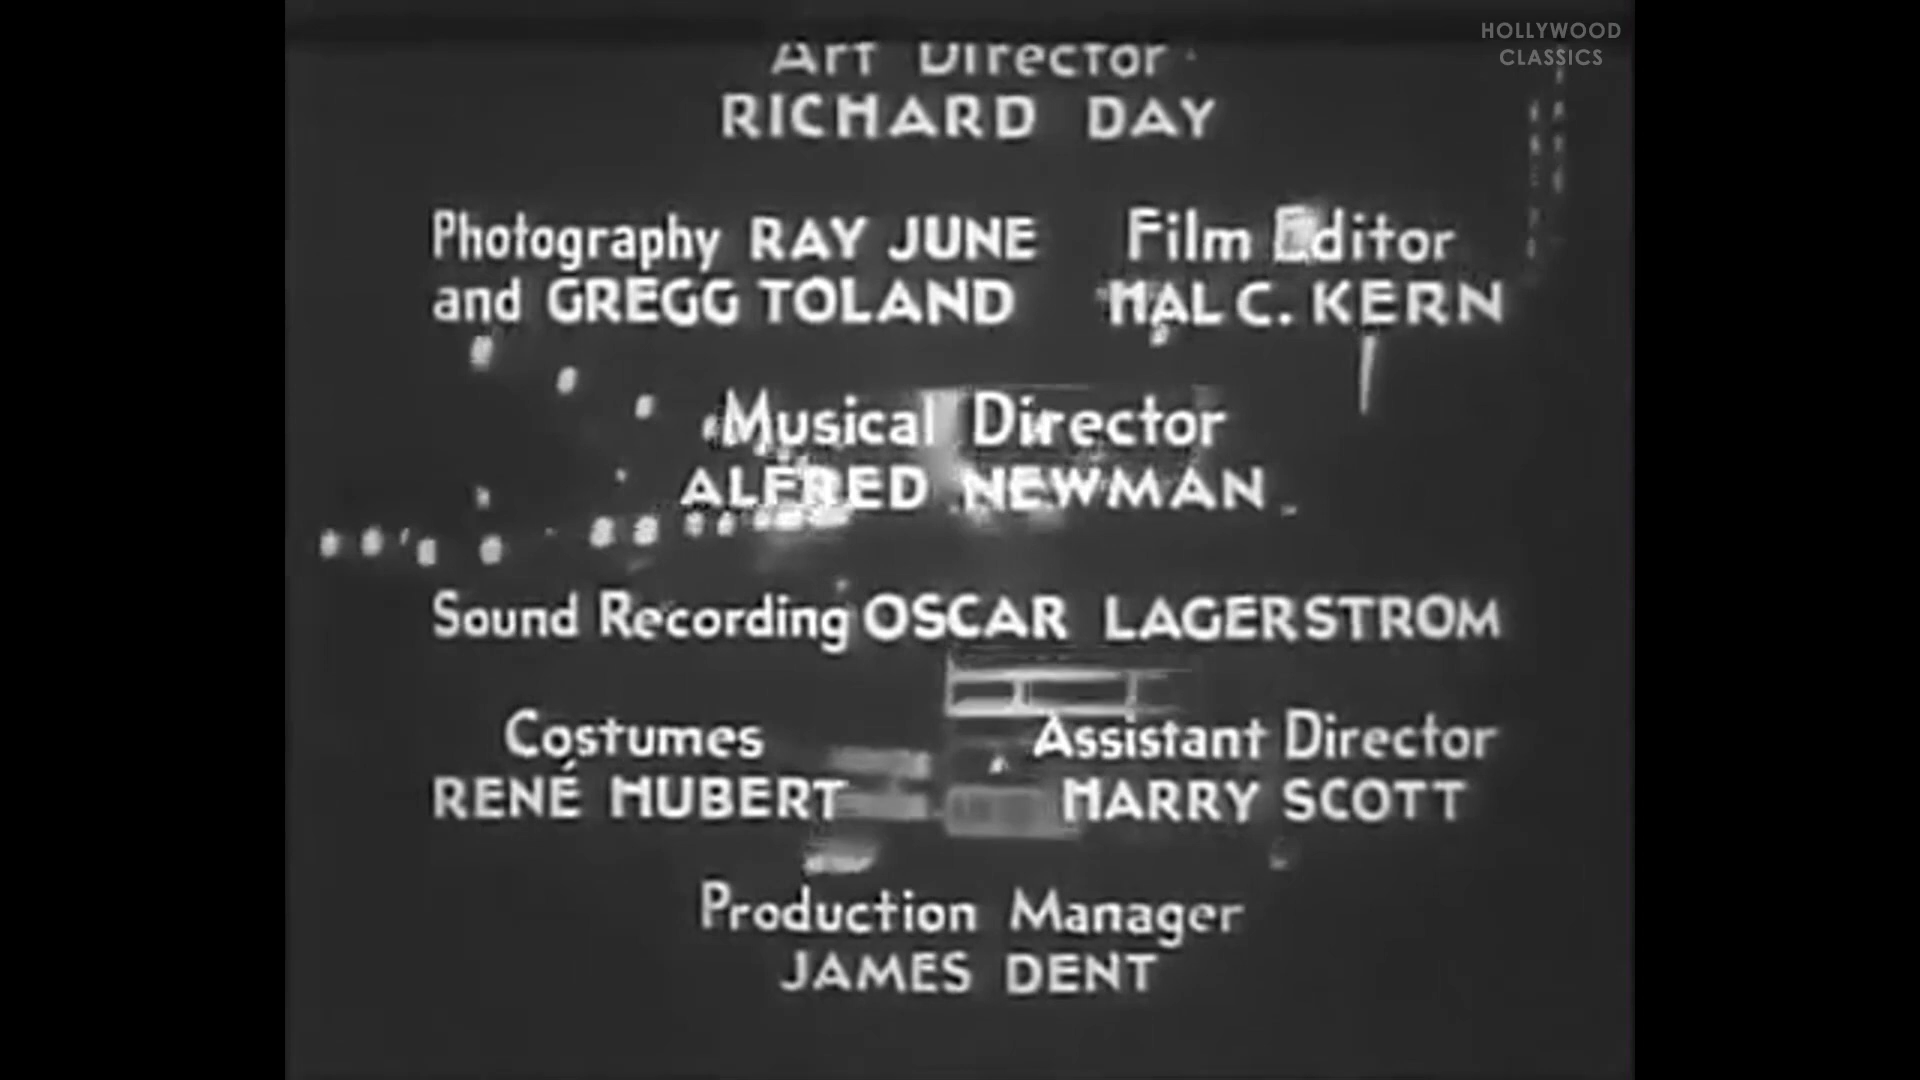 HOLLYWOOD
CLASSICS
Art Director
RICHARD DAY
Photography RAY JUNE
and GREGG TOLAND
Film Editor
HAL C. KERN
Musical Director
ALFRED NEWMAN
Sound Recording OSCAR LAGERSTROM
Costumes
RENÉ HUBERT
Assistant Director
HARRY SCOTT
Production Manager
JAMES DENT